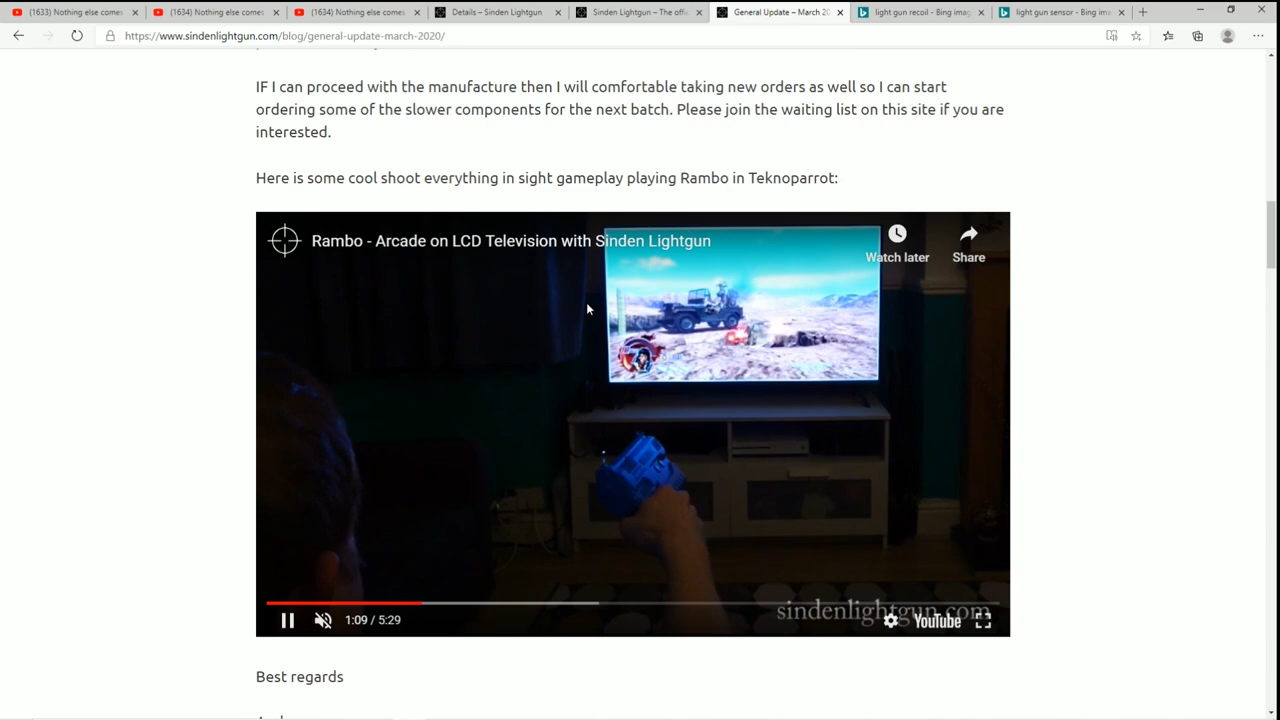 (1633) Nothing else comes
(1634) Nothing else comes
(1634) Nothing else comes
Details – Sinden Lightgun
Sinden Lightgun – The offic
General Update – March 20
light gun recoil - Bing imag
light gun sensor - Bing ima
https://www.sindenlightgun.com/blog/general-update-march-2020/
IF I can proceed with the manufacture then I will comfortable taking new orders as well so I can start
ordering some of the slower components for the next batch. Please join the waiting list on this site if you are
interested.
Here is some cool shoot everything in sight gameplay playing Rambo in Teknoparrot:
Rambo - Arcade on LCD Television with Sinden Lightgun
Watch later
Share
sindenlightgun.com
1:09 / 5:29
YouTube
Best regards